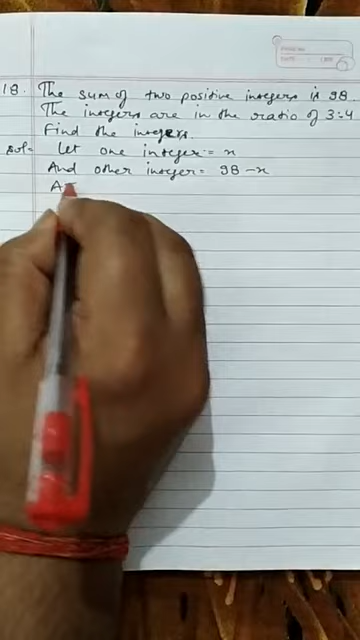 18. The sum of two positive integers is 98.
The integers are in the ratio of 3:4
Find the integers.
Sol= Let one integer = x
And other integer = 98 - x
A